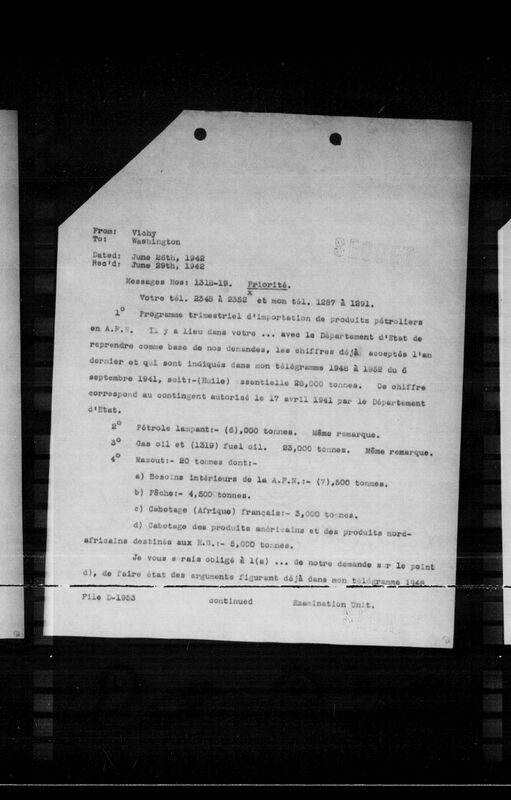 From: Vichy
To: Washington
Dated: June 26th, 1942
Rec'd: June 29th, 1942
Messages Nos: 1318-19. Priorité.
x
Votre tél. 2348 à 2352 et mon tél. 1287 à 1291.
1° Programme trimestriel d'importation de produits pétroliers
en A.F.N. Il y a lieu dans votre ... avec le Département d'Etat de
reprendre comme base de nos demandes, les chiffres déjà acceptés l'an
dernier et qui sont indiqués dans mon télégramme 1948 à 1952 du 6
septembre 1941, soit:-(Huile) essentielle 28,000 tonnes. Ce chiffre
correspond au contingent autorisé le 17 avril 1941 par le Département
d'Etat.
2° Pétrole lampant:- (6),000 tonnes. Même remarque.
3° Gas oil et (1319) fuel oil. 23,000 tonnes. Même remarque.
4° Mazout:- 20 tonnes dont:-
a) Besoins intérieurs de la A.F.N.:- (7),500 tonnes.
b) Pêche:- 4,500 tonnes.
c) Cabotage (Afrique) français:- 3,000 tonnes.
d) Cabotage des produits américains et des produits nord-
africains destinés aux E.U.:- 5,000 tonnes.
Je vous serais obligé à l(a) ... de notre demande sur le point
d), de faire état des arguments figurant déjà dans mon télégramme 1948
File D-1953 continued Examination Unit.